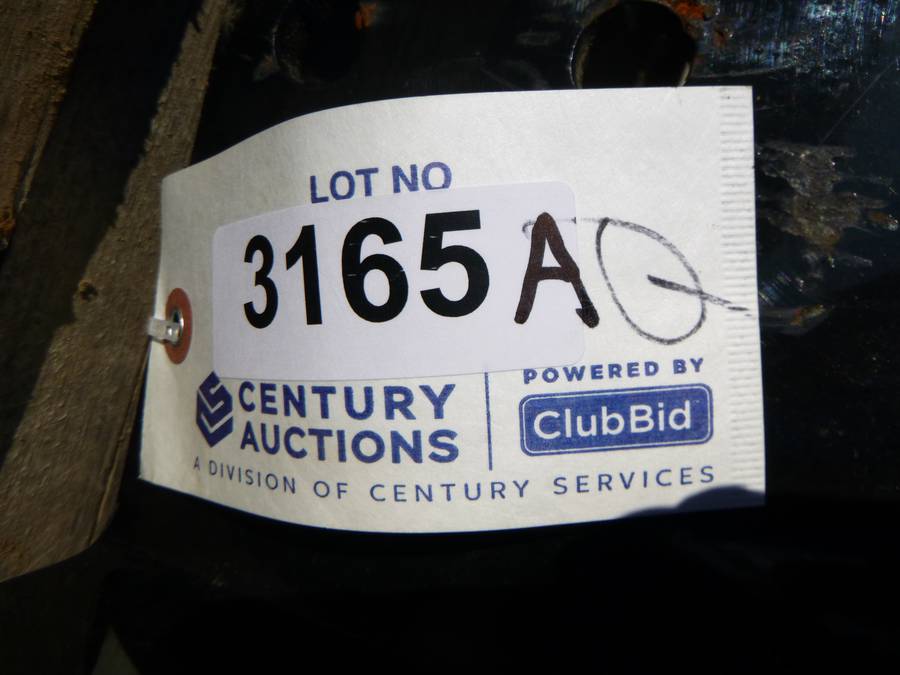 LOT NO
3165 A
CENTURY
AUCTIONS
POWERED BY
ClubBid
A DIVISION OF CENTURY SERVICES